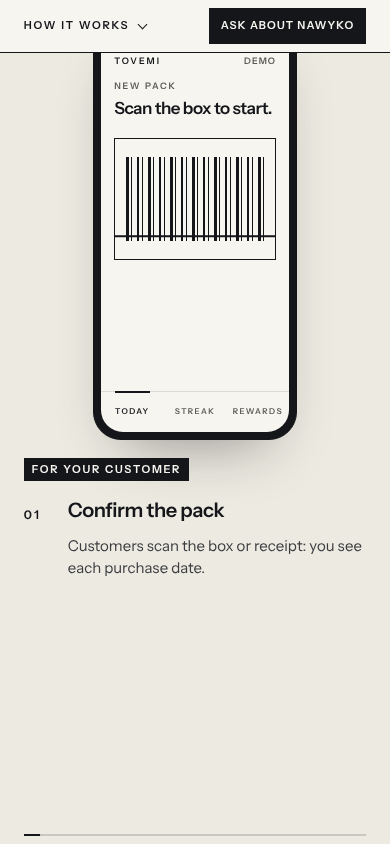 HOW IT WORKS
ASK ABOUT NAWYKO
TOVEMI
DEMO
NEW PACK
Scan the box to start.
TODAY
STREAK
REWARDS
FOR YOUR CUSTOMER
01
Confirm the pack
Customers scan the box or receipt: you see
each purchase date.